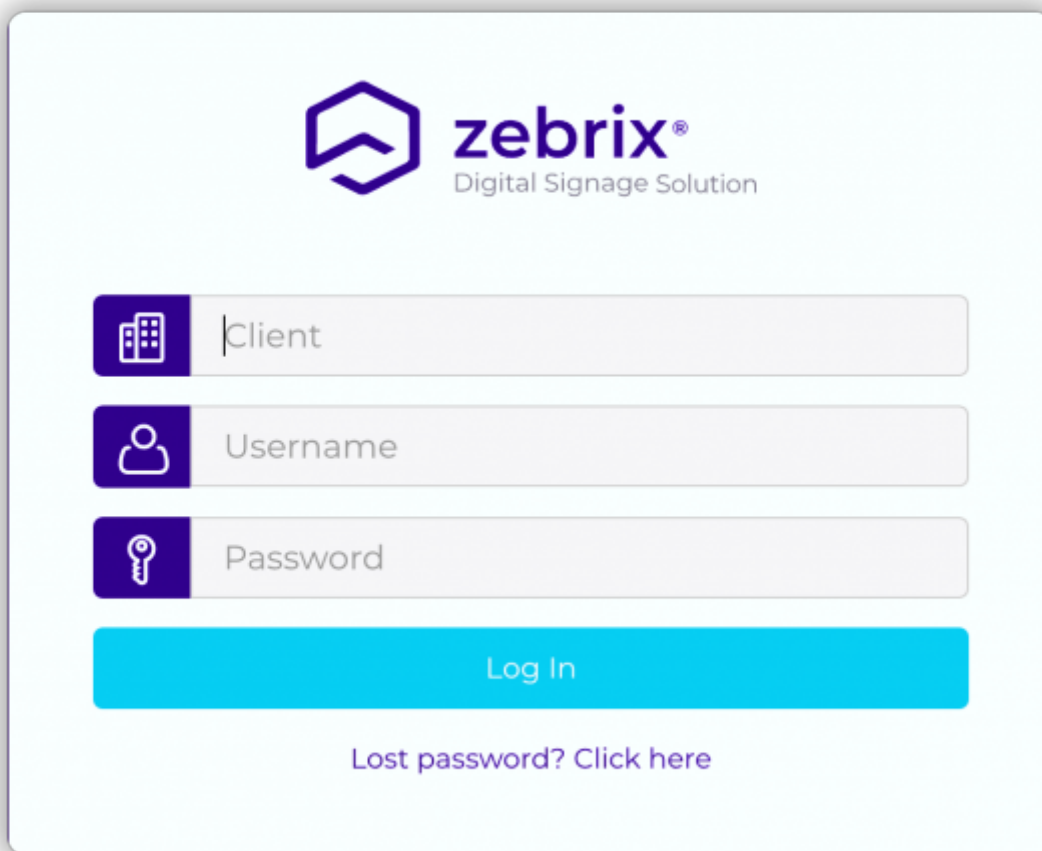 zebrix®
Digital Signage Solution
Client
Username
Password
Log In
Lost password? Click here